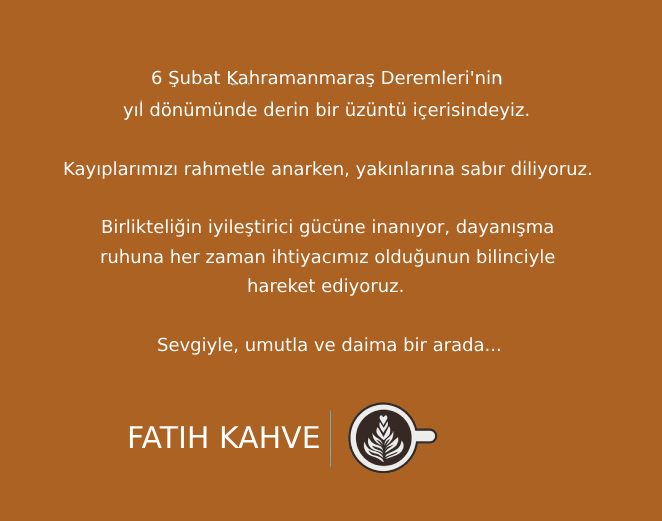 6 Şubat Kahramanmaraş Deremleri'nin
yıl dönümünde derin bir üzüntü içerisindeyiz.
Kayıplarımızı rahmetle anarken, yakınlarına sabır diliyoruz.
Birlikteliğin iyileştirici gücüne inanıyor, dayanışma
ruhuna her zaman ihtiyacımız olduğunun bilinciyle
hareket ediyoruz.
Sevgiyle, umutla ve daima bir arada...
FATIH KAHVE